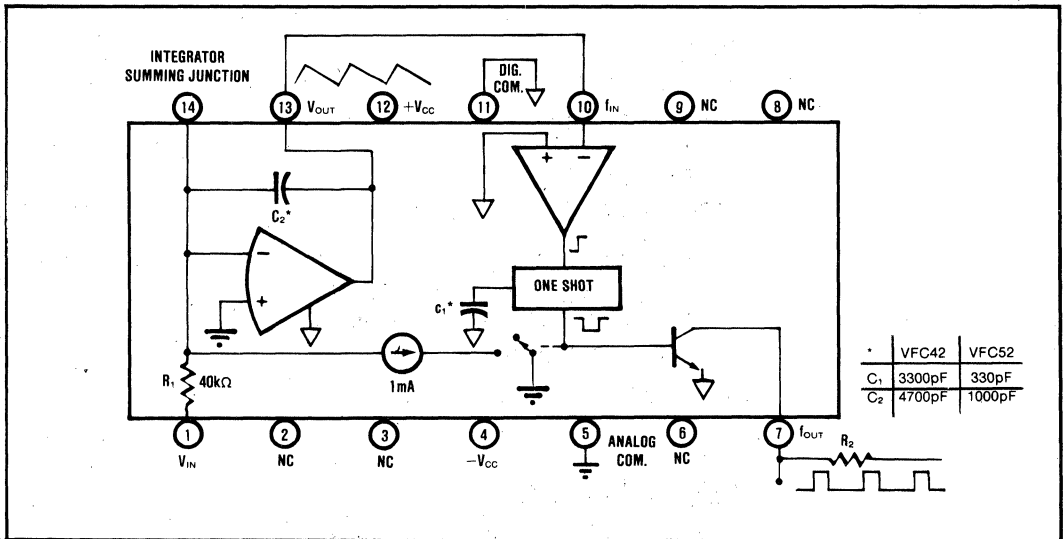 INTEGRATOR
SUMMING JUNCTION
DIG.
COM.
14
13
VOUT
12
+VCC
11
10
fIN
9
NC
8
NC
C2*
−
+
+
−
ONE SHOT
C1*
1mA
R1
40kΩ
1
VIN
2
NC
3
NC
4
−VCC
5
ANALOG
COM.
6
NC
7
fOUT
R2
* VFC42 VFC52
C1 3300pF 330pF
C2 4700pF 1000pF